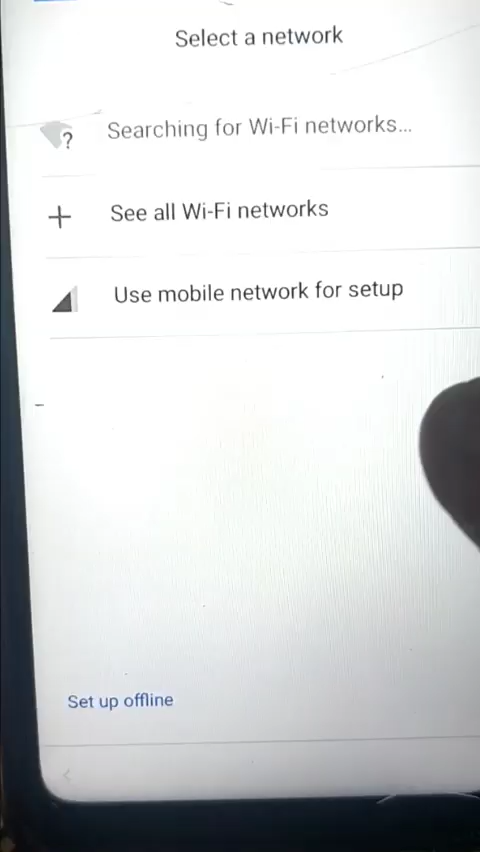 Select a network
Searching for Wi-Fi networks...
See all Wi-Fi networks
Use mobile network for setup
Set up offline